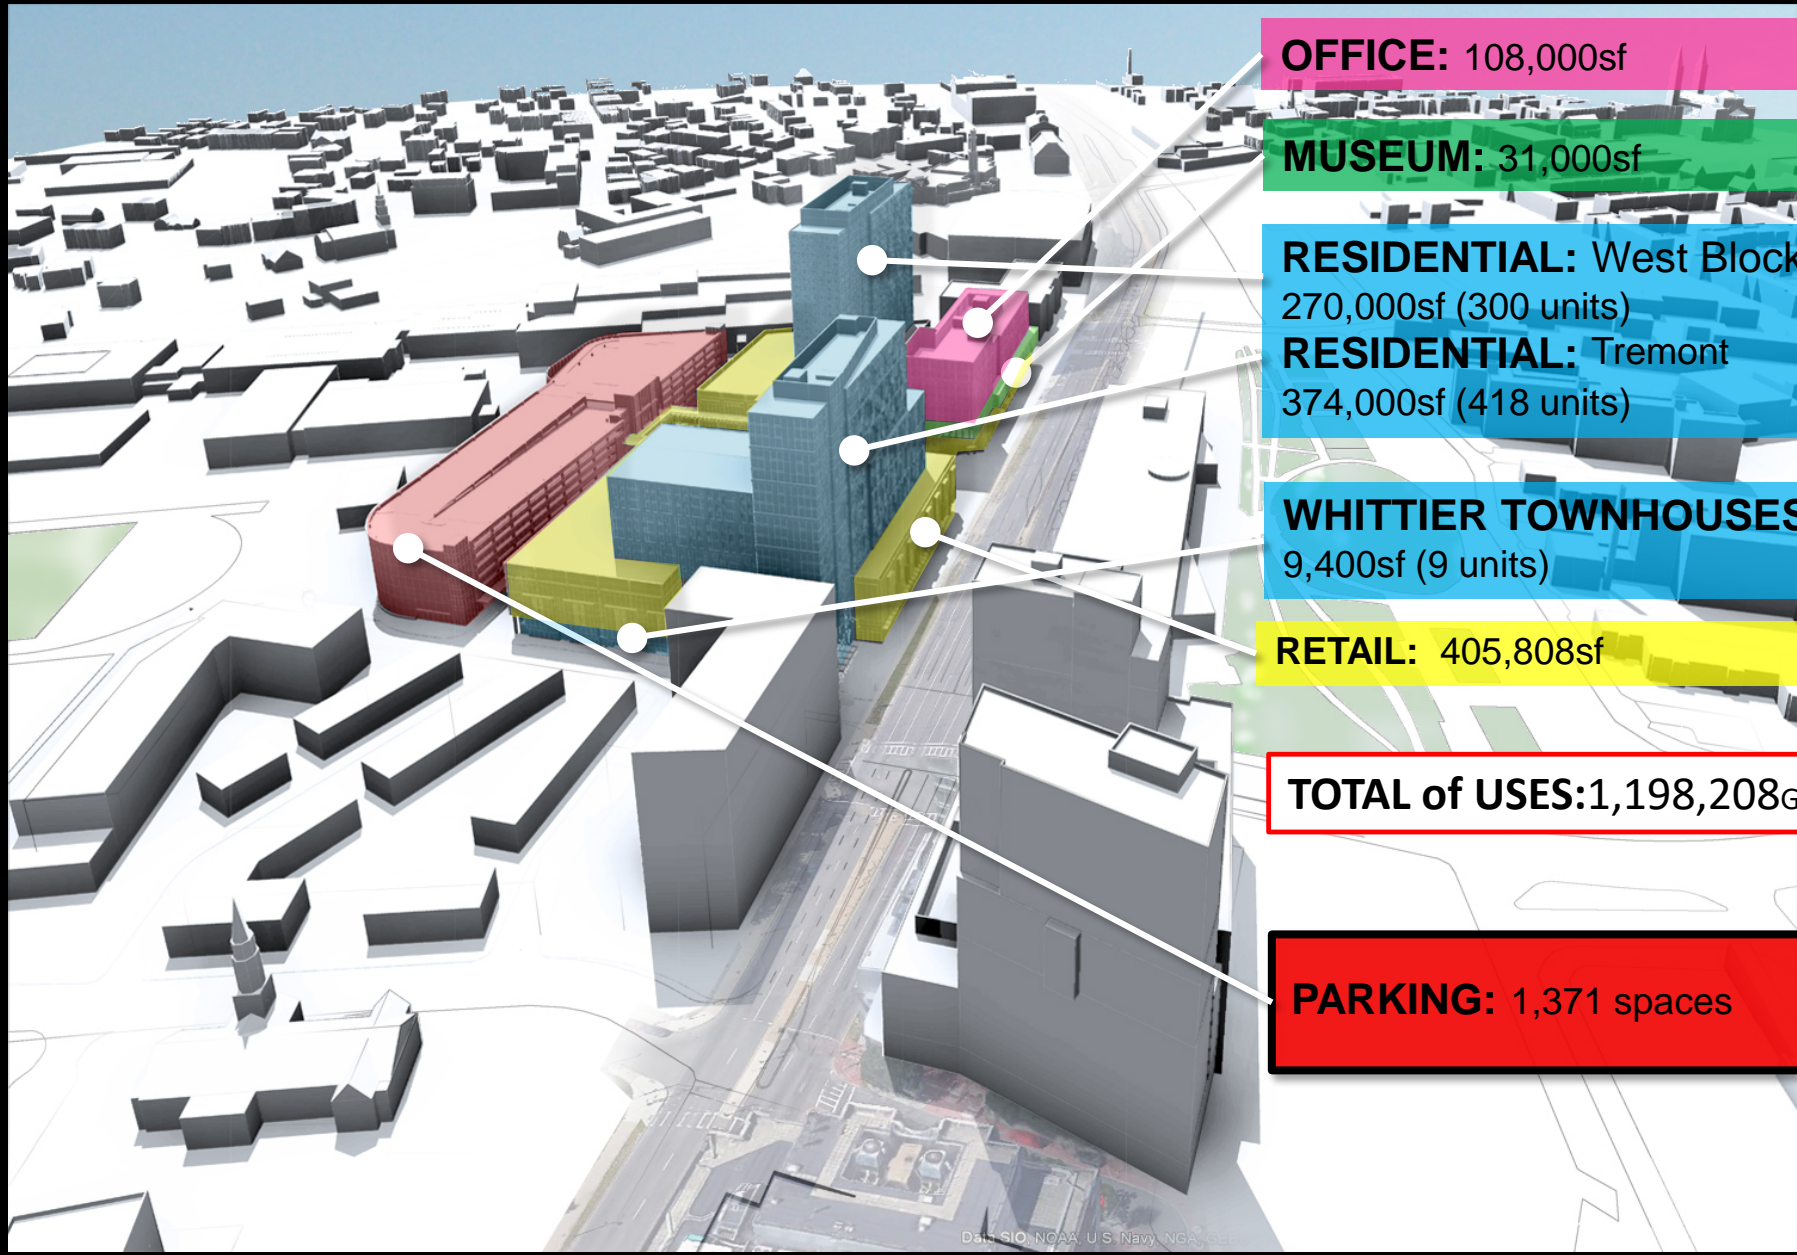 OFFICE: 108,000sf
MUSEUM: 31,000sf
RESIDENTIAL: West Block
270,000sf (300 units)
RESIDENTIAL: Tremont
374,000sf (418 units)
WHITTIER TOWNHOUSES
9,400sf (9 units)
RETAIL: 405,808sf
TOTAL of USES:1,198,208G
PARKING: 1,371 spaces
Data SIO, NOAA, U.S. Navy, NGA,